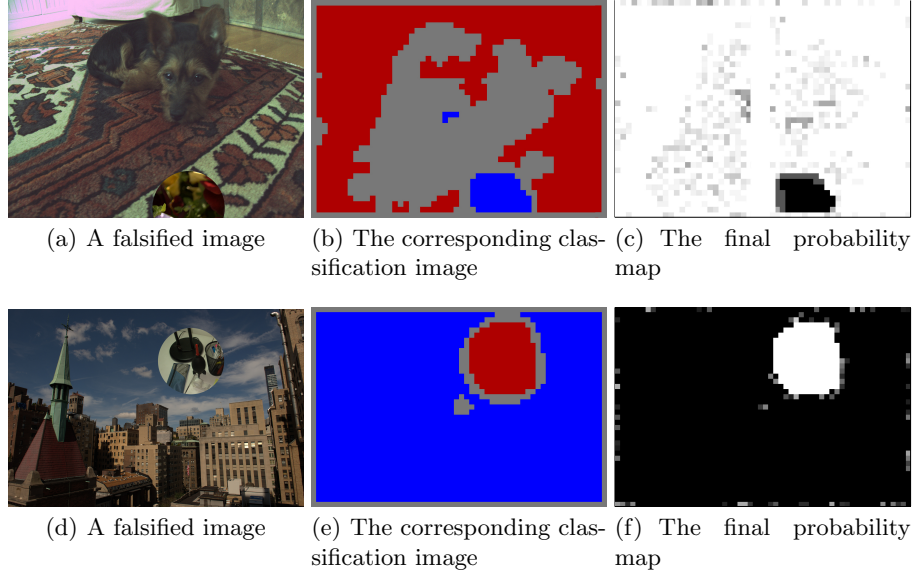 (a) A falsified image
(b) The corresponding clas-
sification image
(c) The final probability
map
(d) A falsified image
(e) The corresponding clas-
sification image
(f) The final probability
map